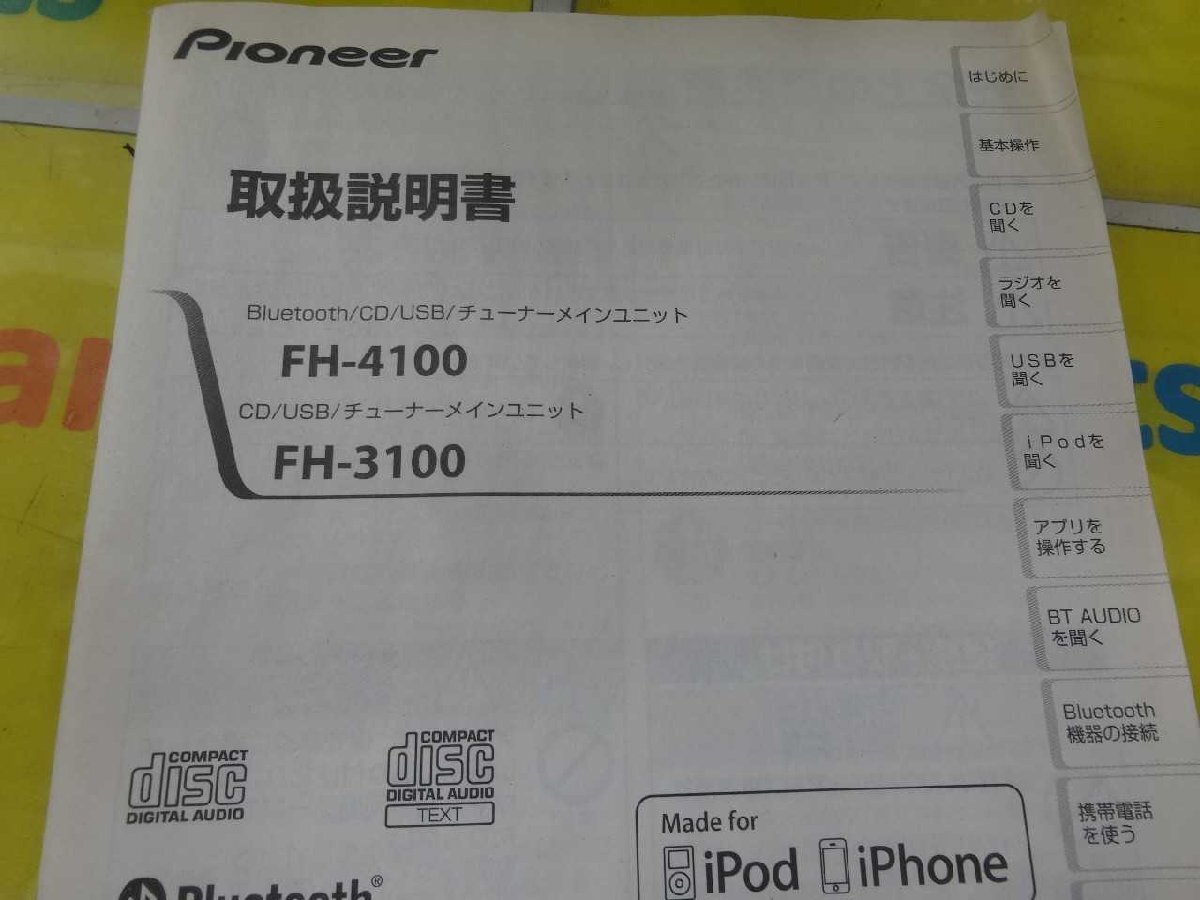 Pioneer
取扱説明書
Bluetooth/CD/USB/チューナーメインユニット
FH-4100
CD/USB/チューナーメインユニット
FH-3100
COMPACT
disc
DIGITAL AUDIO
COMPACT
disc
DIGITAL AUDIO
TEXT
Bluetooth®
Made for
iPod iPhone
はじめに
基本操作
CDを
聞く
ラジオを
聞く
USBを
聞く
iPodを
聞く
アプリを
操作する
BT AUDIO
を聞く
Bluetooth
機器の接続
携帯電話
を使う